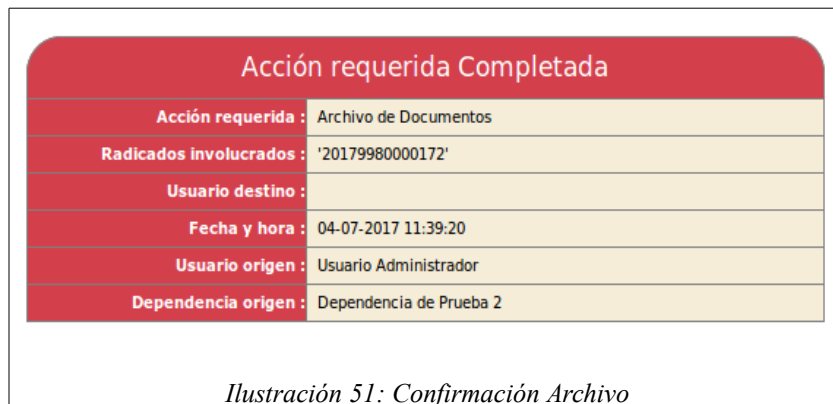 Acción requerida Completada
Acción requerida : Archivo de Documentos
Radicados involucrados : '20179980000172'
Usuario destino :
Fecha y hora : 04-07-2017 11:39:20
Usuario origen : Usuario Administrador
Dependencia origen : Dependencia de Prueba 2
Ilustración 51: Confirmación Archivo